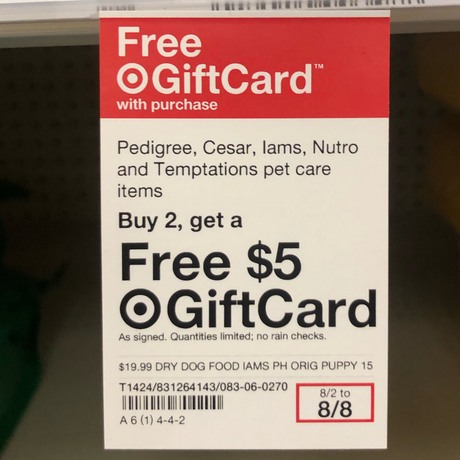 Free
GiftCard™
with purchase
Pedigree, Cesar, Iams, Nutro
and Temptations pet care
items
Buy 2, get a
Free $5
GiftCard
As signed. Quantities limited; no rain checks.
$19.99 DRY DOG FOOD IAMS PH ORIG PUPPY 15
T1424/831264143/083-06-0270
8/2 to
8/8
A 6 (1) 4-4-2